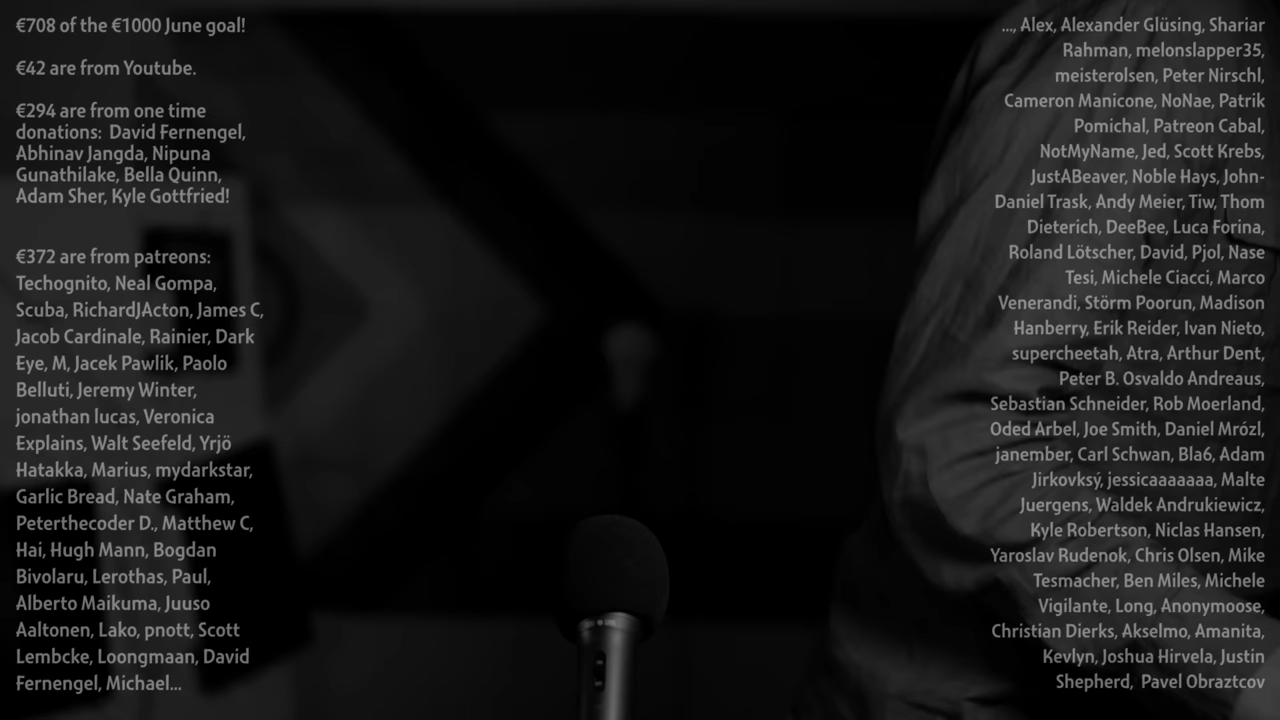 €708 of the €1000 June goal!
€42 are from Youtube.
€294 are from one time
donations:  David Fernengel,
Abhinav Jangda, Nipuna
Gunathilake, Bella Quinn,
Adam Sher, Kyle Gottfried!
€372 are from patreons:
Techognito, Neal Gompa,
Scuba, RichardJActon, James C,
Jacob Cardinale, Rainier, Dark
Eye, M, Jacek Pawlik, Paolo
Belluti, Jeremy Winter,
jonathan lucas, Veronica
Explains, Walt Seefeld, Yrjö
Hatakka, Marius, mydarkstar,
Garlic Bread, Nate Graham,
Peterthecoder D., Matthew C,
Hai, Hugh Mann, Bogdan
Bivolaru, Lerothas, Paul,
Alberto Maikuma, Juuso
Aaltonen, Lako, pnott, Scott
Lembcke, Loongmaan, David
Fernengel, Michael...
..., Alex, Alexander Glüsing, Shariar
Rahman, melonslapper35,
meisterolsen, Peter Nirschl,
Cameron Manicone, NoNae, Patrik
Pomichal, Patreon Cabal,
NotMyName, Jed, Scott Krebs,
JustABeaver, Noble Hays, John-
Daniel Trask, Andy Meier, Tiw, Thom
Dieterich, DeeBee, Luca Forina,
Roland Lötscher, David, Pjol, Nase
Tesi, Michele Ciacci, Marco
Venerandi, Störm Poorun, Madison
Hanberry, Erik Reider, Ivan Nieto,
supercheetah, Atra, Arthur Dent,
Peter B. Osvaldo Andreaus,
Sebastian Schneider, Rob Moerland,
Oded Arbel, Joe Smith, Daniel Mrózl,
janember, Carl Schwan, Bla6, Adam
Jirkovksý, jessicaaaaaaa, Malte
Juergens, Waldek Andrukiewicz,
Kyle Robertson, Niclas Hansen,
Yaroslav Rudenok, Chris Olsen, Mike
Tesmacher, Ben Miles, Michele
Vigilante, Long, Anonymoose,
Christian Dierks, Akselmo, Amanita,
Kevlyn, Joshua Hirvela, Justin
Shepherd,  Pavel Obraztcov